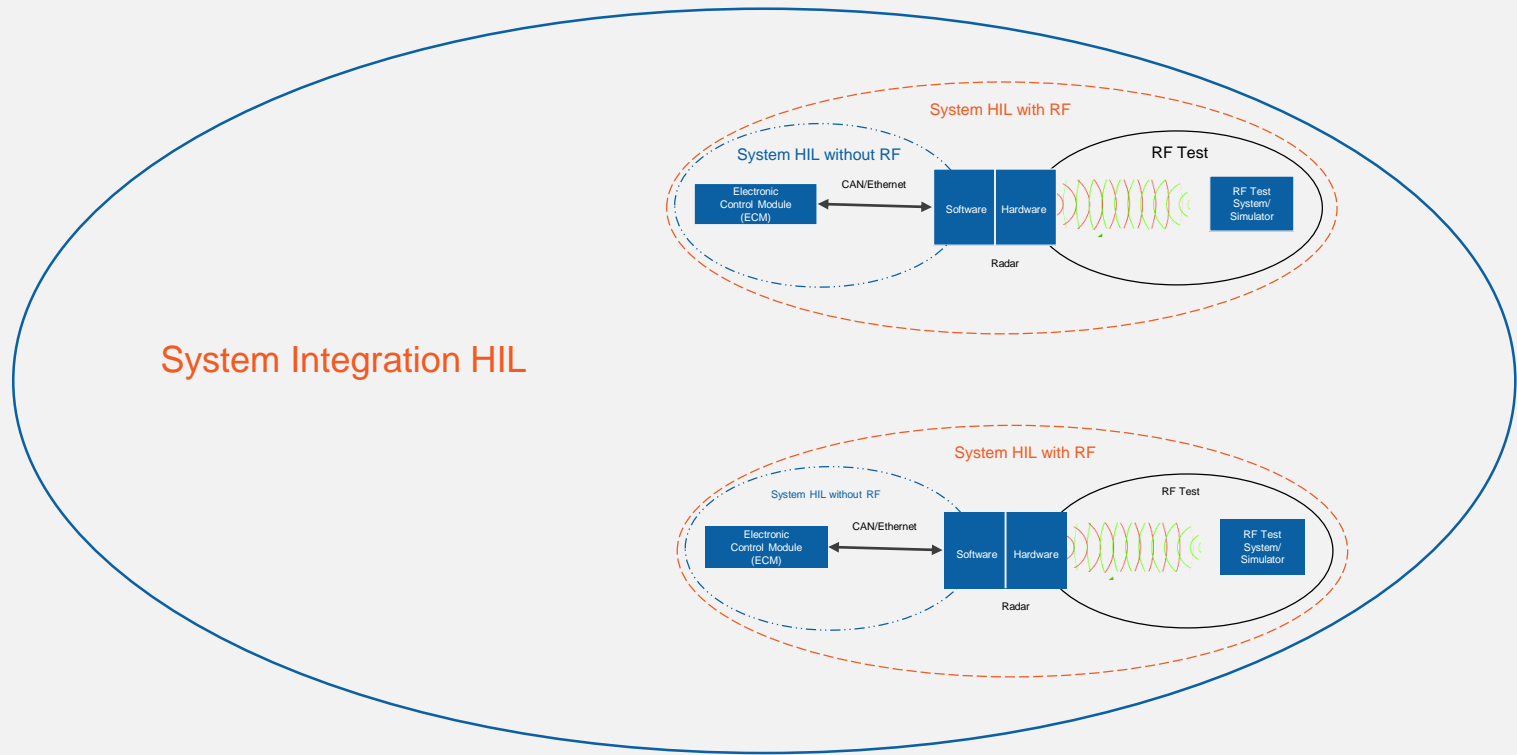 System HIL with RF
System HIL without RF
RF Test
CAN/Ethernet
Electronic
Control Module
(ECM)
Software
Hardware
RF Test
System/
Simulator
Radar
System Integration HIL
System HIL with RF
System HIL without RF
RF Test
CAN/Ethernet
Electronic
Control Module
(ECM)
Software
Hardware
RF Test
System/
Simulator
Radar